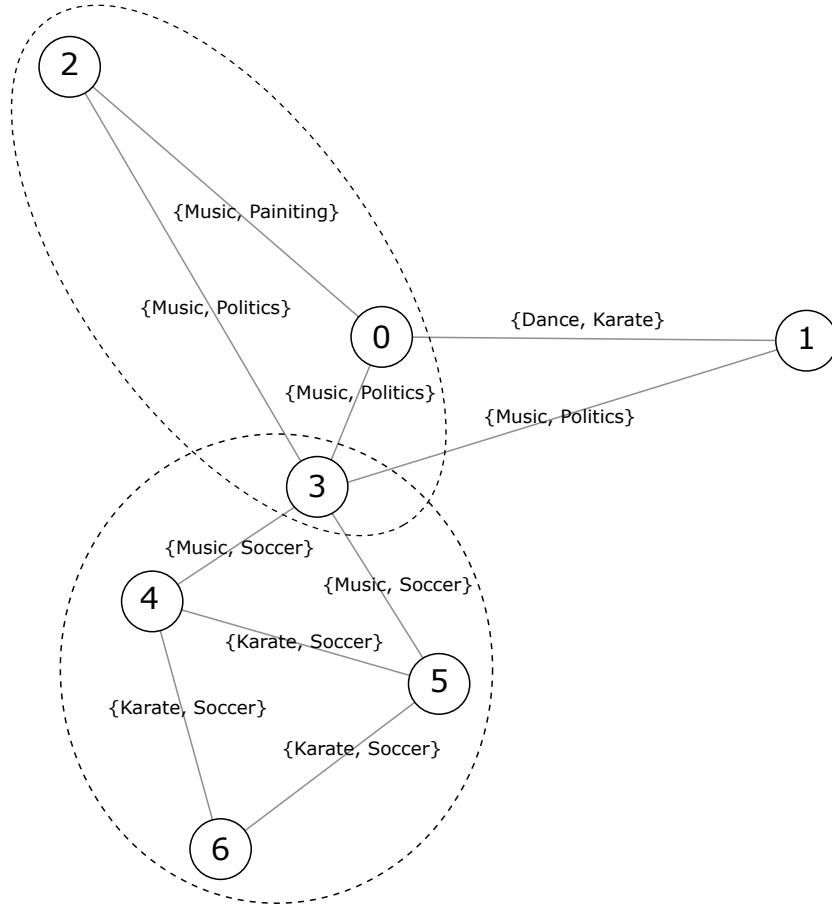 2
{Music, Painiting}
{Music, Politics}
{Dance, Karate}
0
1
{Music, Politics}
{Music, Politics}
3
{Music, Soccer}
{Music, Soccer}
4
{Karate, Soccer}
5
{Karate, Soccer}
{Karate, Soccer}
6